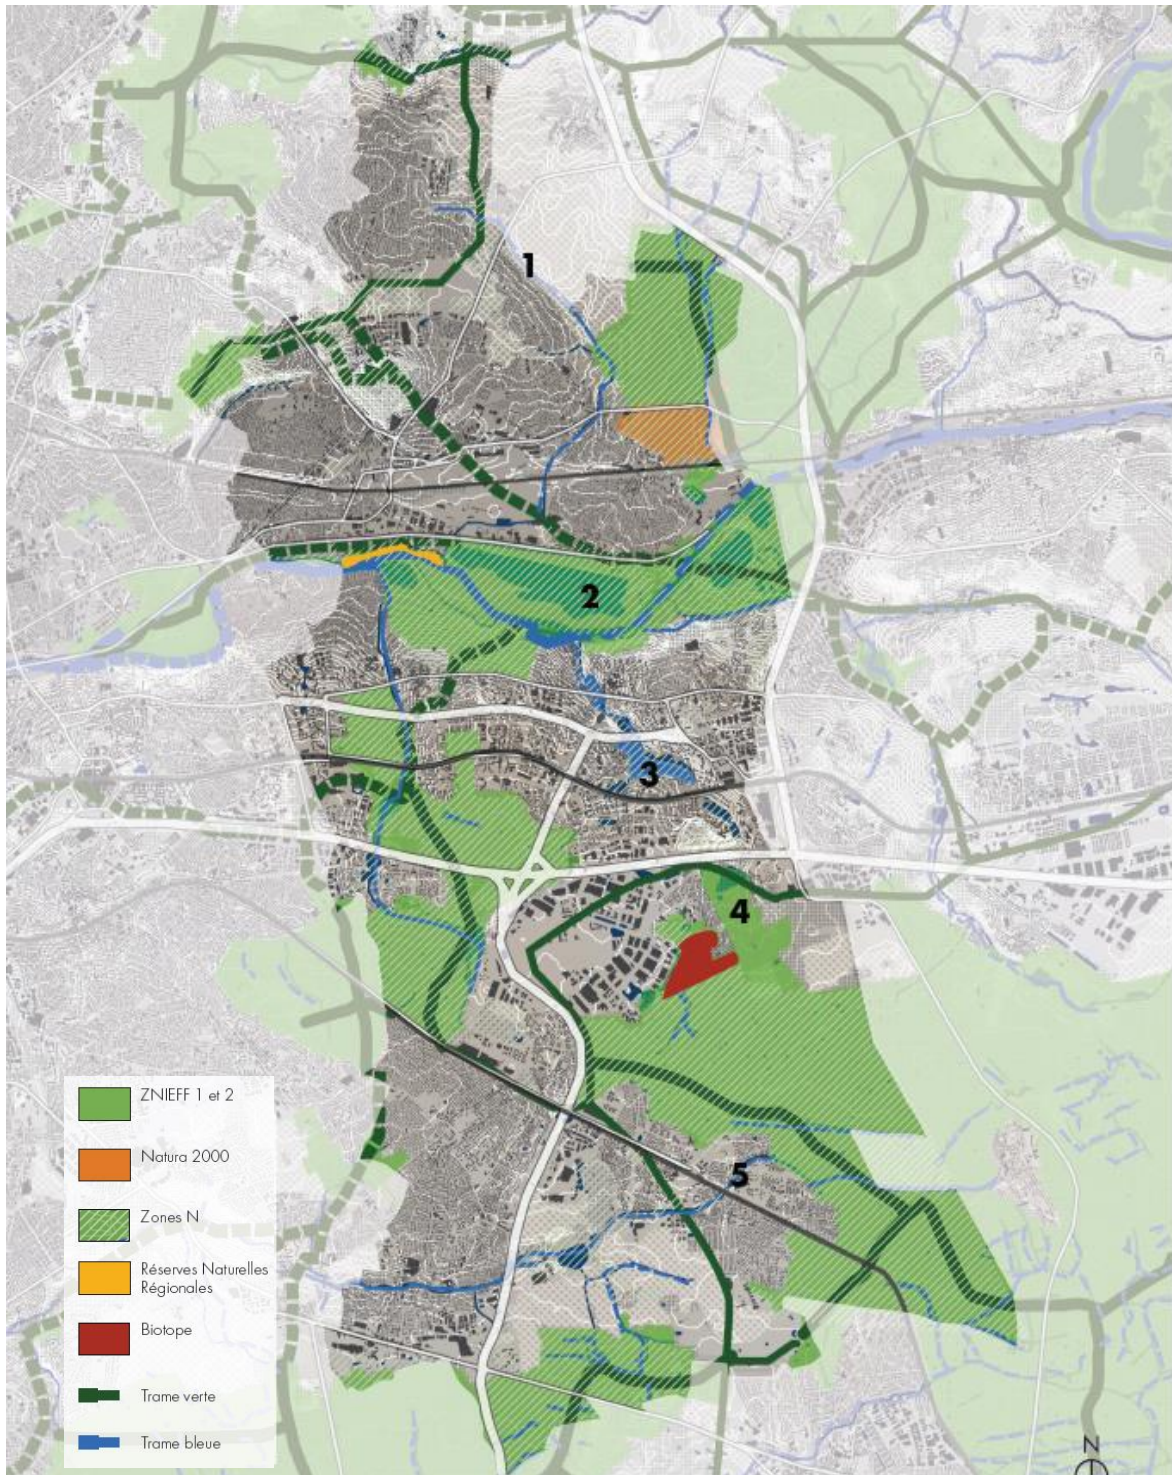 1
2
3
4
5
ZNIEFF 1 et 2
Natura 2000
Zones N
Réserves Naturelles
Régionales
Biotope
Trame verte
Trame bleue
N